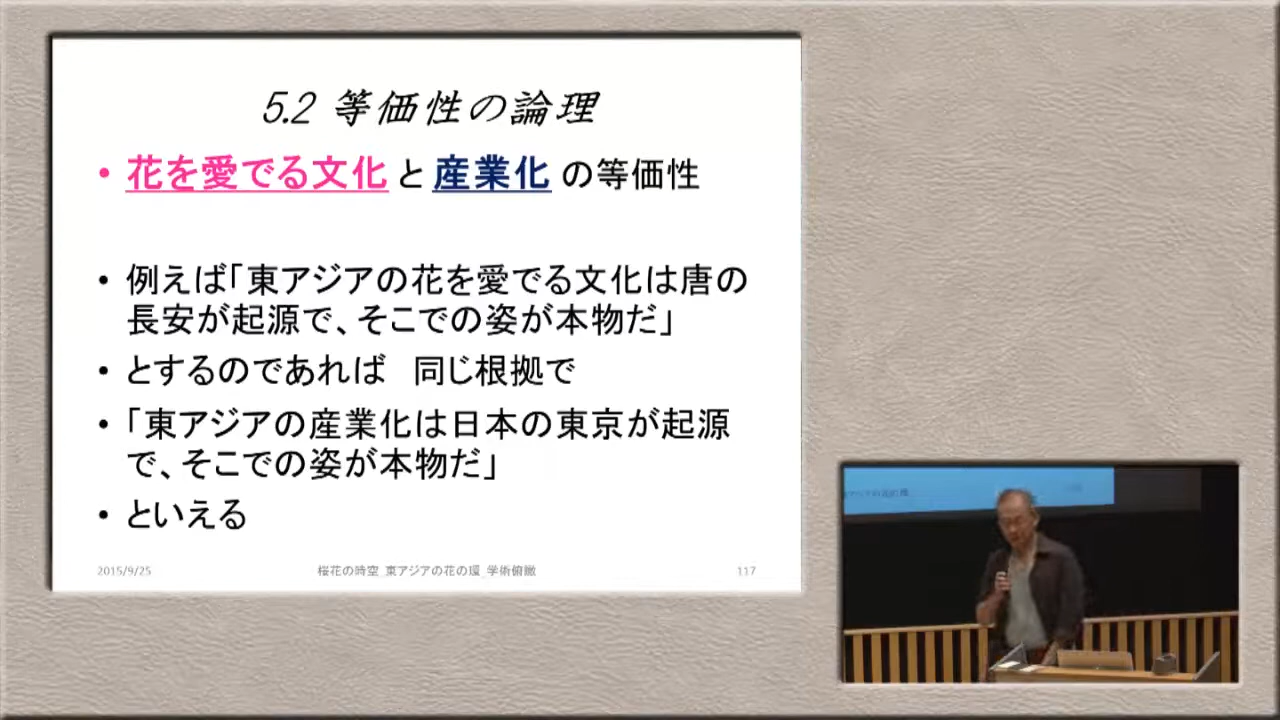 5.2 等価性の論理
• 花を愛でる文化 と 産業化 の等価性
• 例えば「東アジアの花を愛でる文化は唐の
長安が起源で、そこでの姿が本物だ」
• とするのであれば 同じ根拠で
• 「東アジアの産業化は日本の東京が起源
で、そこでの姿が本物だ」
• といえる
2015/9/25 桜花の時空_東アジアの花の環_学術俯瞰 117